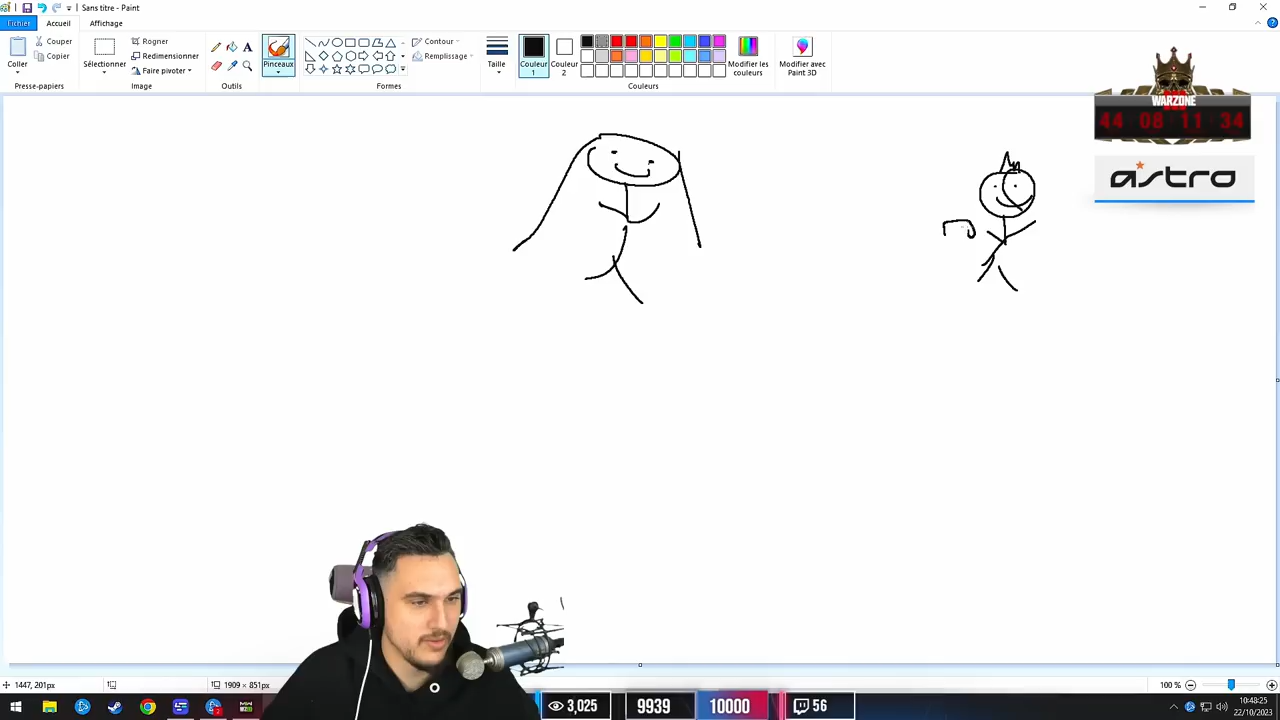 Sans titre - Paint
Fichier Accueil Affichage
Coller
Couper
Copier
Presse-papiers
Sélectionner
Rogner
Redimensionner
Faire pivoter
Image
Outils
Pinceaux
Contour
Remplissage
Formes
Taille
Couleur 1
Couleur 2
Modifier les couleurs
Couleurs
Modifier avec Paint 3D
WARZONE
44 08 11 34
astro
1447, 201px
1909 × 851px
100 %
3,025 9939 10000 56
10:48:25
22/10/2023